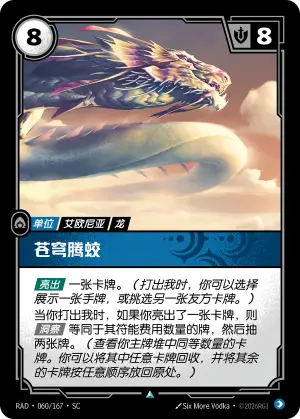 8
8
单位 艾欧尼亚 龙
苍穹腾蛟
亮出 一张卡牌。（打出我时，你可以选择
展示一张手牌，或挑选另一张友方卡牌。）
当你打出我时，如果你亮出了一张卡牌，则
洞察 等同于其符能费用数量的牌，然后抽
两张牌。（查看你主牌堆中同等数量的卡
牌。你可以将其中任意卡牌回收，并将其余
的卡牌按任意顺序放回原处。）
RAD • 060/167 • SC
Six More Vodka • ©2026RGI